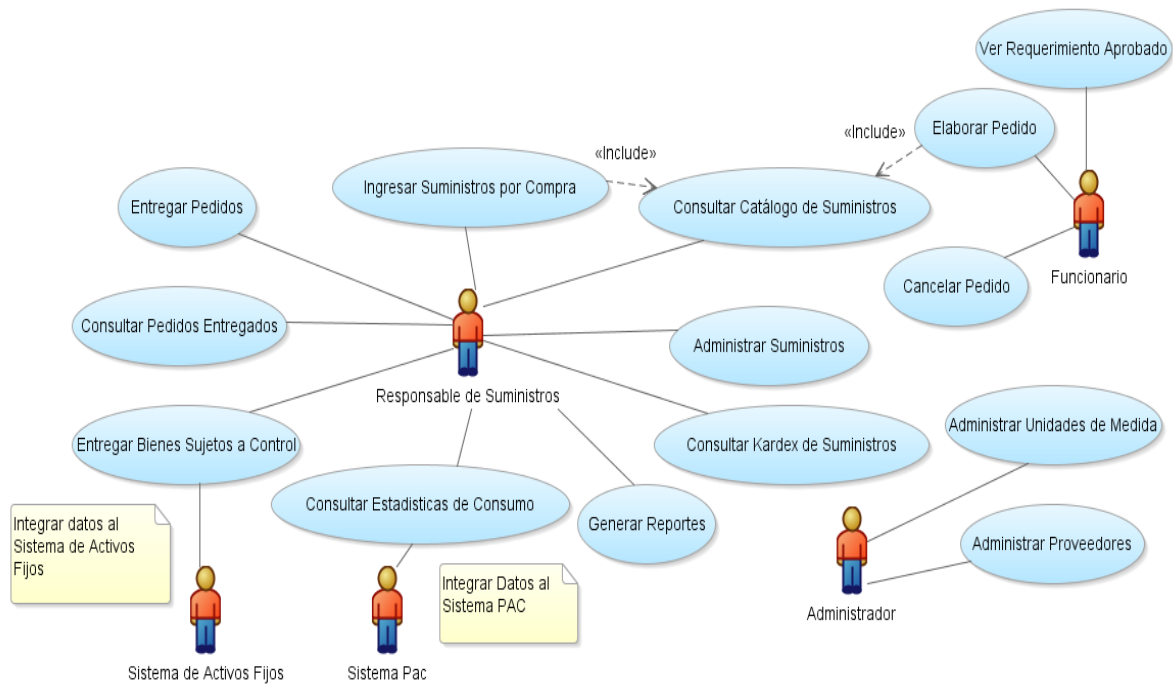 Ver Requerimiento Aprobado
«Include»
Elaborar Pedido
«Include»
Ingresar Suministros por Compra
Entregar Pedidos
Consultar Catálogo de Suministros
Funcionario
Cancelar Pedido
Consultar Pedidos Entregados
Administrar Suministros
Responsable de Suministros
Administrar Unidades de Medida
Entregar Bienes Sujetos a Control
Consultar Kardex de Suministros
Consultar Estadisticas de Consumo
Generar Reportes
Integrar datos al
Sistema de Activos
Fijos
Administrar Proveedores
Integrar Datos al
Sistema PAC
Administrador
Sistema de Activos Fijos
Sistema Pac